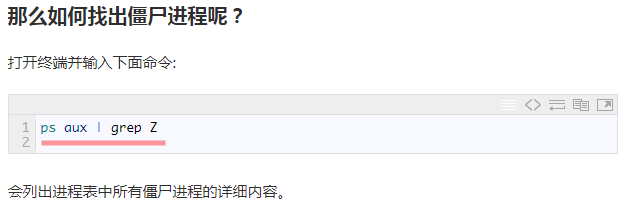 那么如何找出僵尸进程呢？
打开终端并输入下面命令:
1 ps aux | grep Z
2
会列出进程表中所有僵尸进程的详细内容。